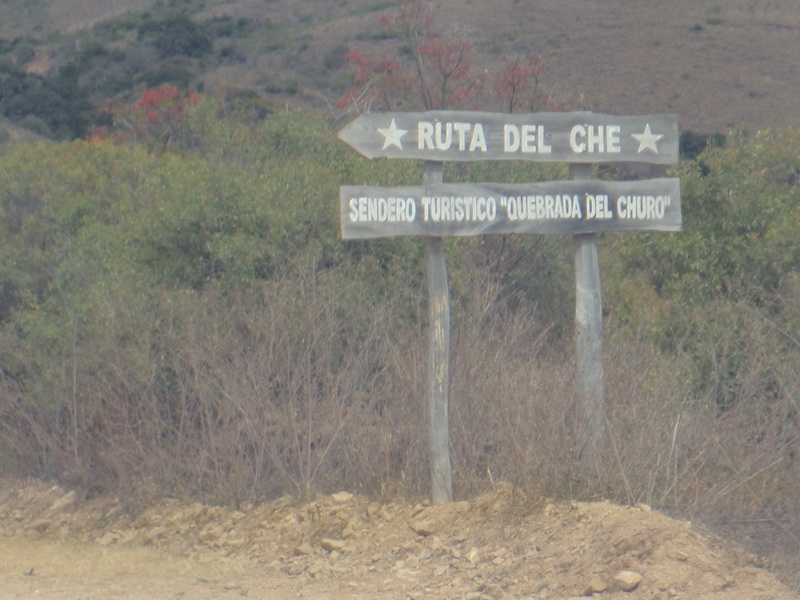 ★ RUTA DEL CHE ★
SENDERO TURISTICO "QUEBRADA DEL CHURO"